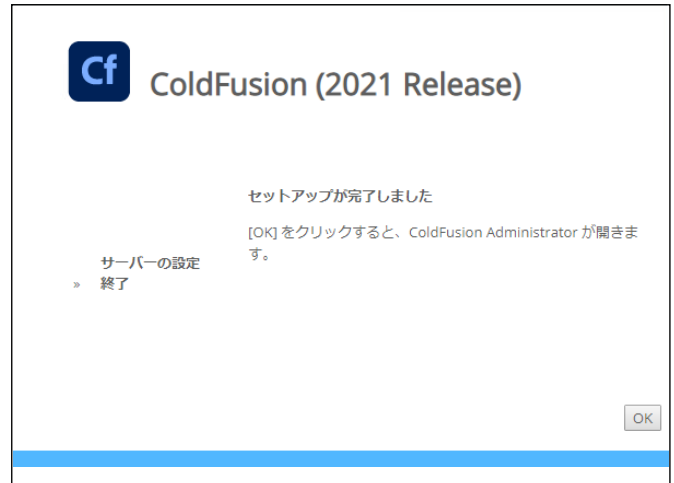 Cf
ColdFusion (2021 Release)
セットアップが完了しました
[OK] をクリックすると、ColdFusion Administrator が開きま
す。
サーバーの設定
» 終了
OK